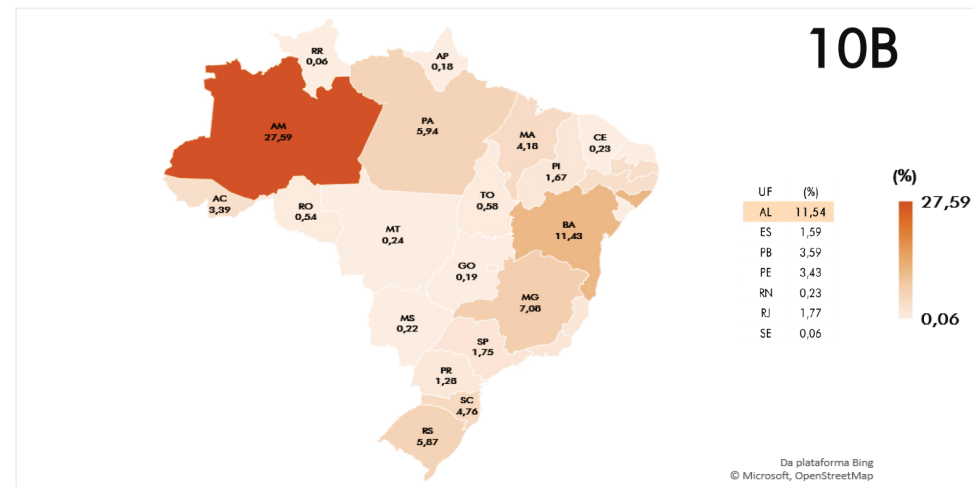 10B
RR
0,06
AP
0,18
AM
27,59
PA
5,94
MA
4,18
CE
0,23
PI
1,67
AC
3,39
RO
0,54
TO
0,58
MT
0,24
BA
11,43
GO
0,19
MG
7,08
MS
0,22
SP
1,75
PR
1,28
SC
4,76
RS
5,87
UF (%)
AL 11,54
ES 1,59
PB 3,59
PE 3,43
RN 0,23
RJ 1,77
SE 0,06
(%)
27,59
0,06
Da plataforma Bing
© Microsoft, OpenStreetMap